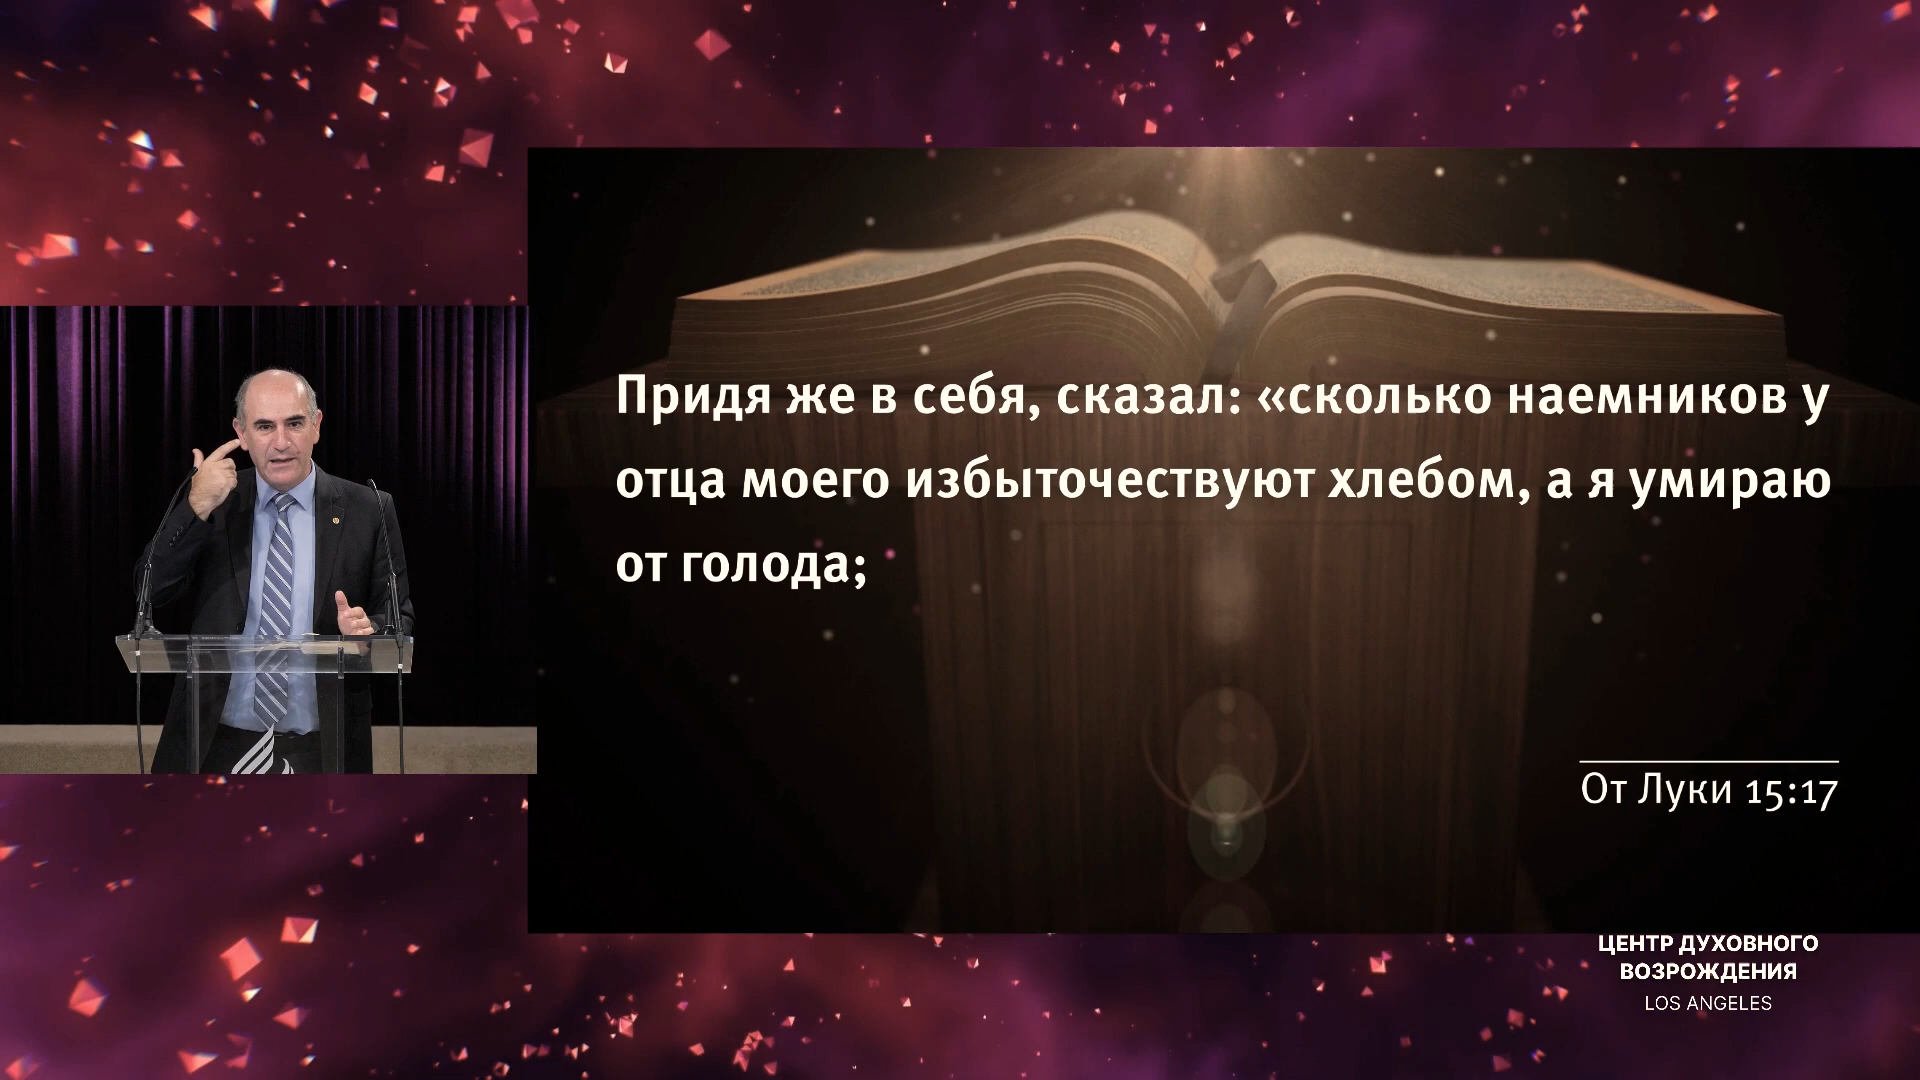 Придя же в себя, сказал: «сколько наемников у
отца моего избыточествуют хлебом, а я умираю
от голода;
От Луки 15:17
ЦЕНТР ДУХОВНОГО
ВОЗРОЖДЕНИЯ
LOS ANGELES